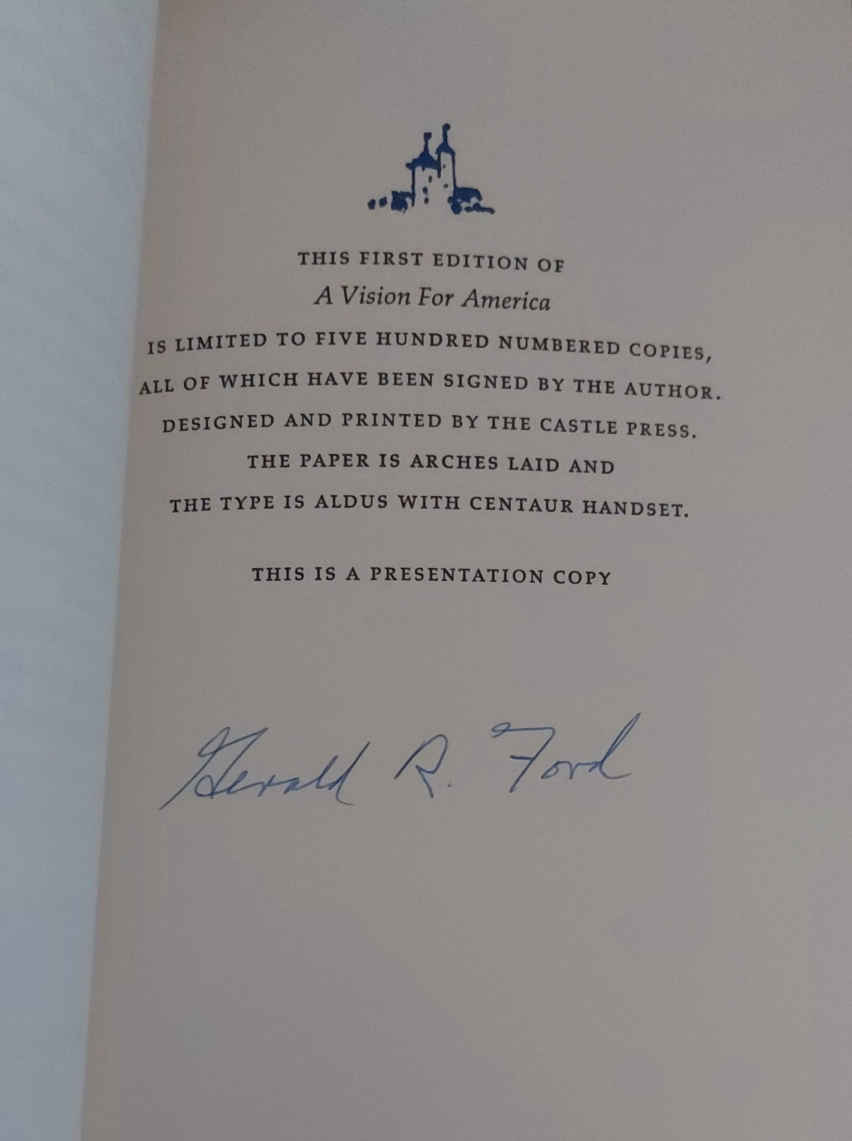 THIS FIRST EDITION OF
A Vision For America
IS LIMITED TO FIVE HUNDRED NUMBERED COPIES,
ALL OF WHICH HAVE BEEN SIGNED BY THE AUTHOR.
DESIGNED AND PRINTED BY THE CASTLE PRESS.
THE PAPER IS ARCHES LAID AND
THE TYPE IS ALDUS WITH CENTAUR HANDSET.
THIS IS A PRESENTATION COPY
Gerald R. Ford